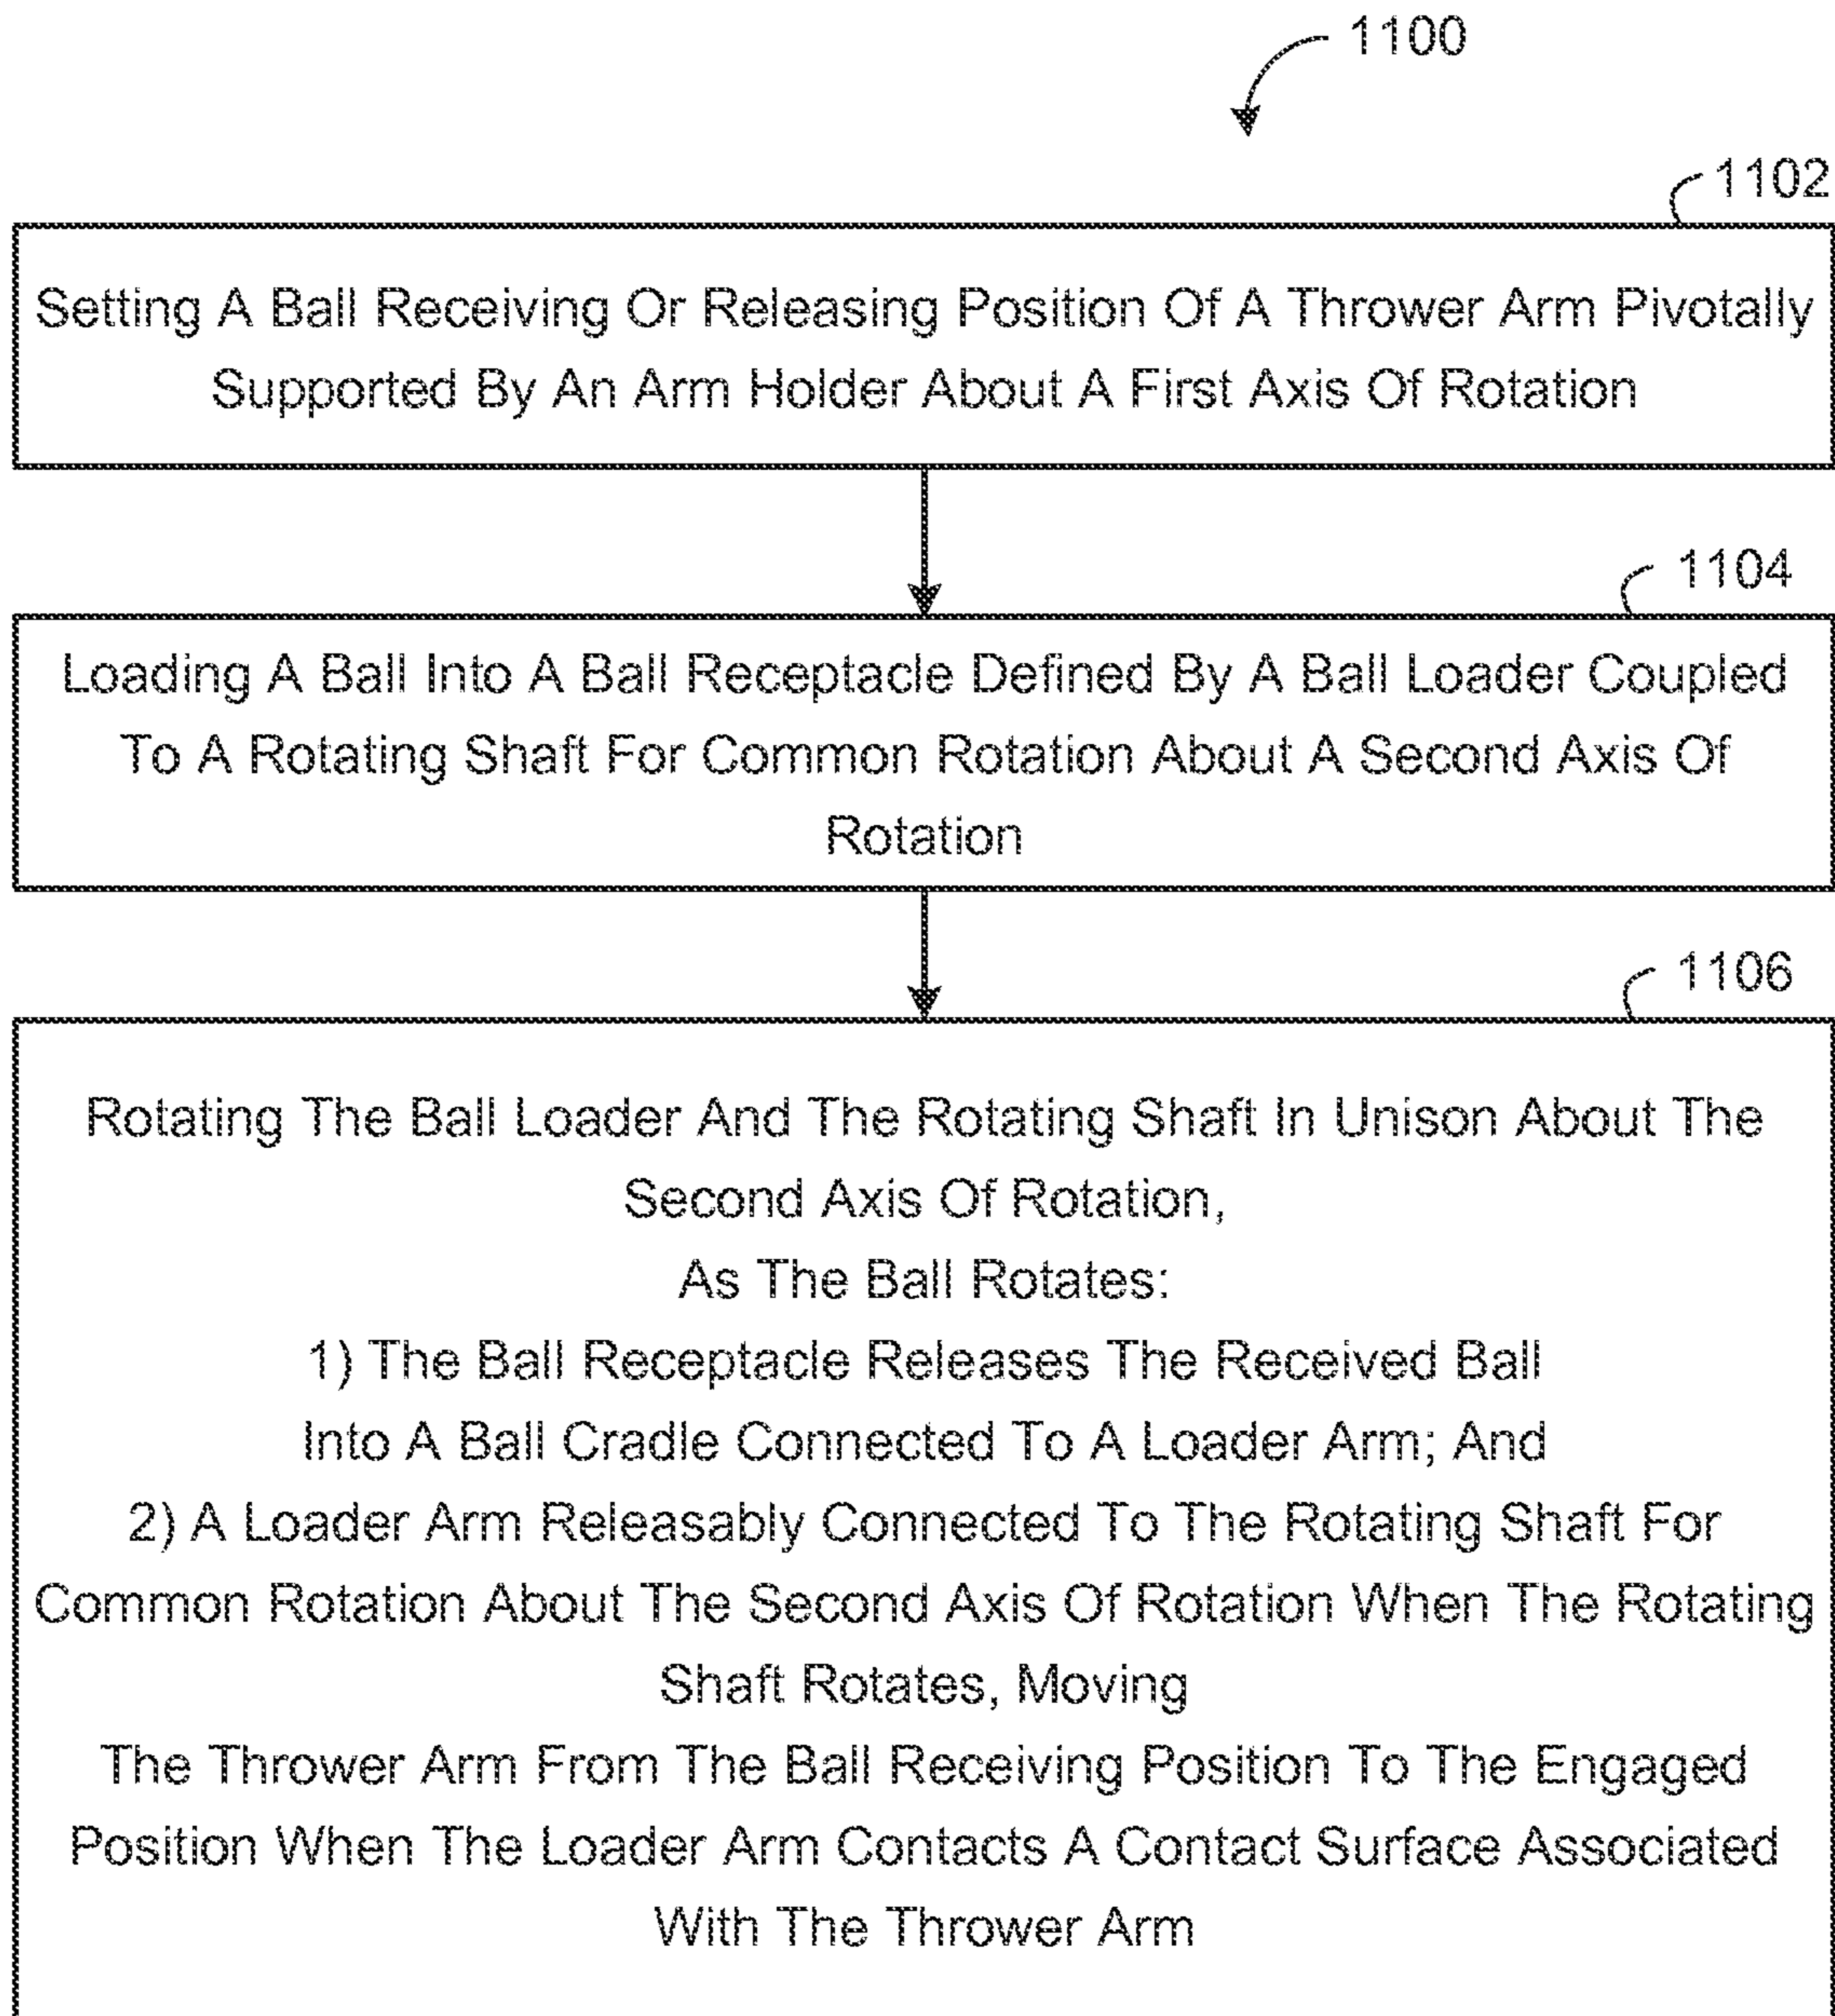 1100
1102
Setting A Ball Receiving Or Releasing Position Of A Thrower Arm Pivotally
Supported By An Arm Holder About A First Axis Of Rotation
1104
Loading A Ball Into A Ball Receptacle Defined By A Ball Loader Coupled
To A Rotating Shaft For Common Rotation About A Second Axis Of
Rotation
1106
Rotating The Ball Loader And The Rotating Shaft In Unison About The
Second Axis Of Rotation,
As The Ball Rotates:
1) The Ball Receptacle Releases The Received Ball
Into A Ball Cradle Connected To A Loader Arm; And
2) A Loader Arm Releasably Connected To The Rotating Shaft For
Common Rotation About The Second Axis Of Rotation When The Rotating
Shaft Rotates, Moving
The Thrower Arm From The Ball Receiving Position To The Engaged
Position When The Loader Arm Contacts A Contact Surface Associated
With The Thrower Arm